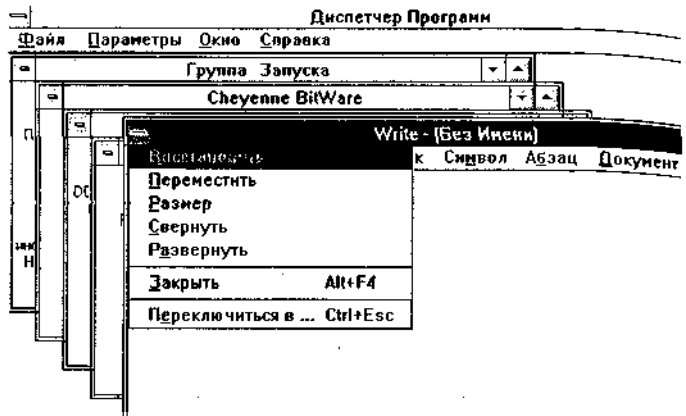 Диспетчер Программ
Файл Параметры Окно Справка
Группа Запуска
Cheyenne BitWare
Write - (Без Имени)
Восстановить
к Символ Абзац Документ
Переместить
Размер
Свернуть
Развернуть
Закрыть Alt+F4
Переключиться в ... Ctrl+Esc